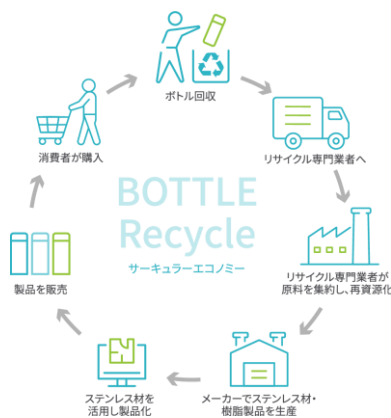 ボトル回収
リサイクル専門業者へ
リサイクル専門業者が
原料を集約し、再資源化
メーカーでステンレス材・
樹脂製品を生産
ステンレス材を
活用し製品化
製品を販売
消費者が購入
BOTTLE
Recycle
サーキュラーエコノミー